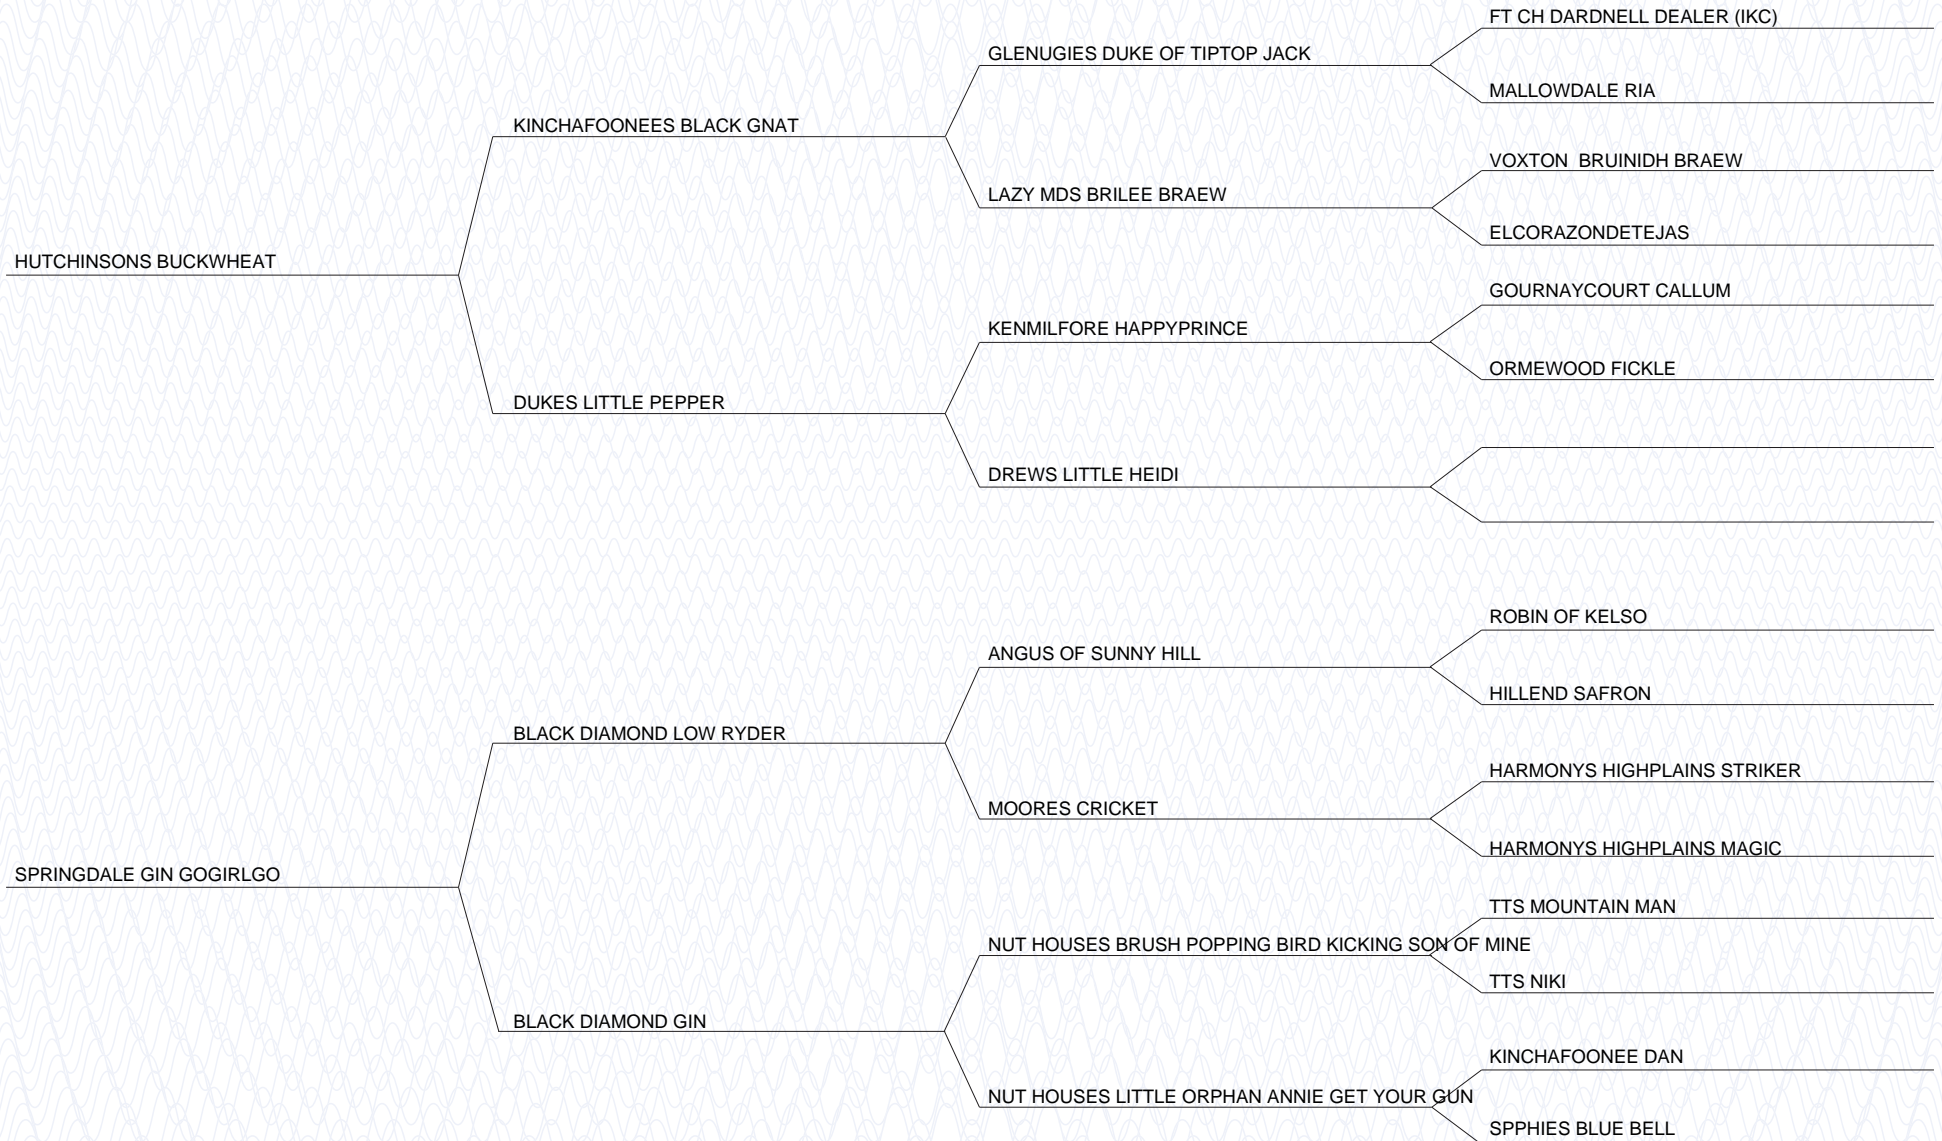 FT CH DARDNELL DEALER (IKC)
GLENUGIES DUKE OF TIPTOP JACK
MALLOWDALE RIA
KINCHAFOONEES BLACK GNAT
VOXTON  BRUINIDH BRAEW
LAZY MDS BRILEE BRAEW
ELCORAZONDETEJAS
HUTCHINSONS BUCKWHEAT
GOURNAYCOURT CALLUM
KENMILFORE HAPPYPRINCE
ORMEWOOD FICKLE
DUKES LITTLE PEPPER
DREWS LITTLE HEIDI
ROBIN OF KELSO
ANGUS OF SUNNY HILL
HILLEND SAFRON
BLACK DIAMOND LOW RYDER
HARMONYS HIGHPLAINS STRIKER
MOORES CRICKET
HARMONYS HIGHPLAINS MAGIC
SPRINGDALE GIN GOGIRLGO
TTS MOUNTAIN MAN
NUT HOUSES BRUSH POPPING BIRD KICKING SON OF MINE
TTS NIKI
BLACK DIAMOND GIN
KINCHAFOONEE DAN
NUT HOUSES LITTLE ORPHAN ANNIE GET YOUR GUN
SPPHIES BLUE BELL